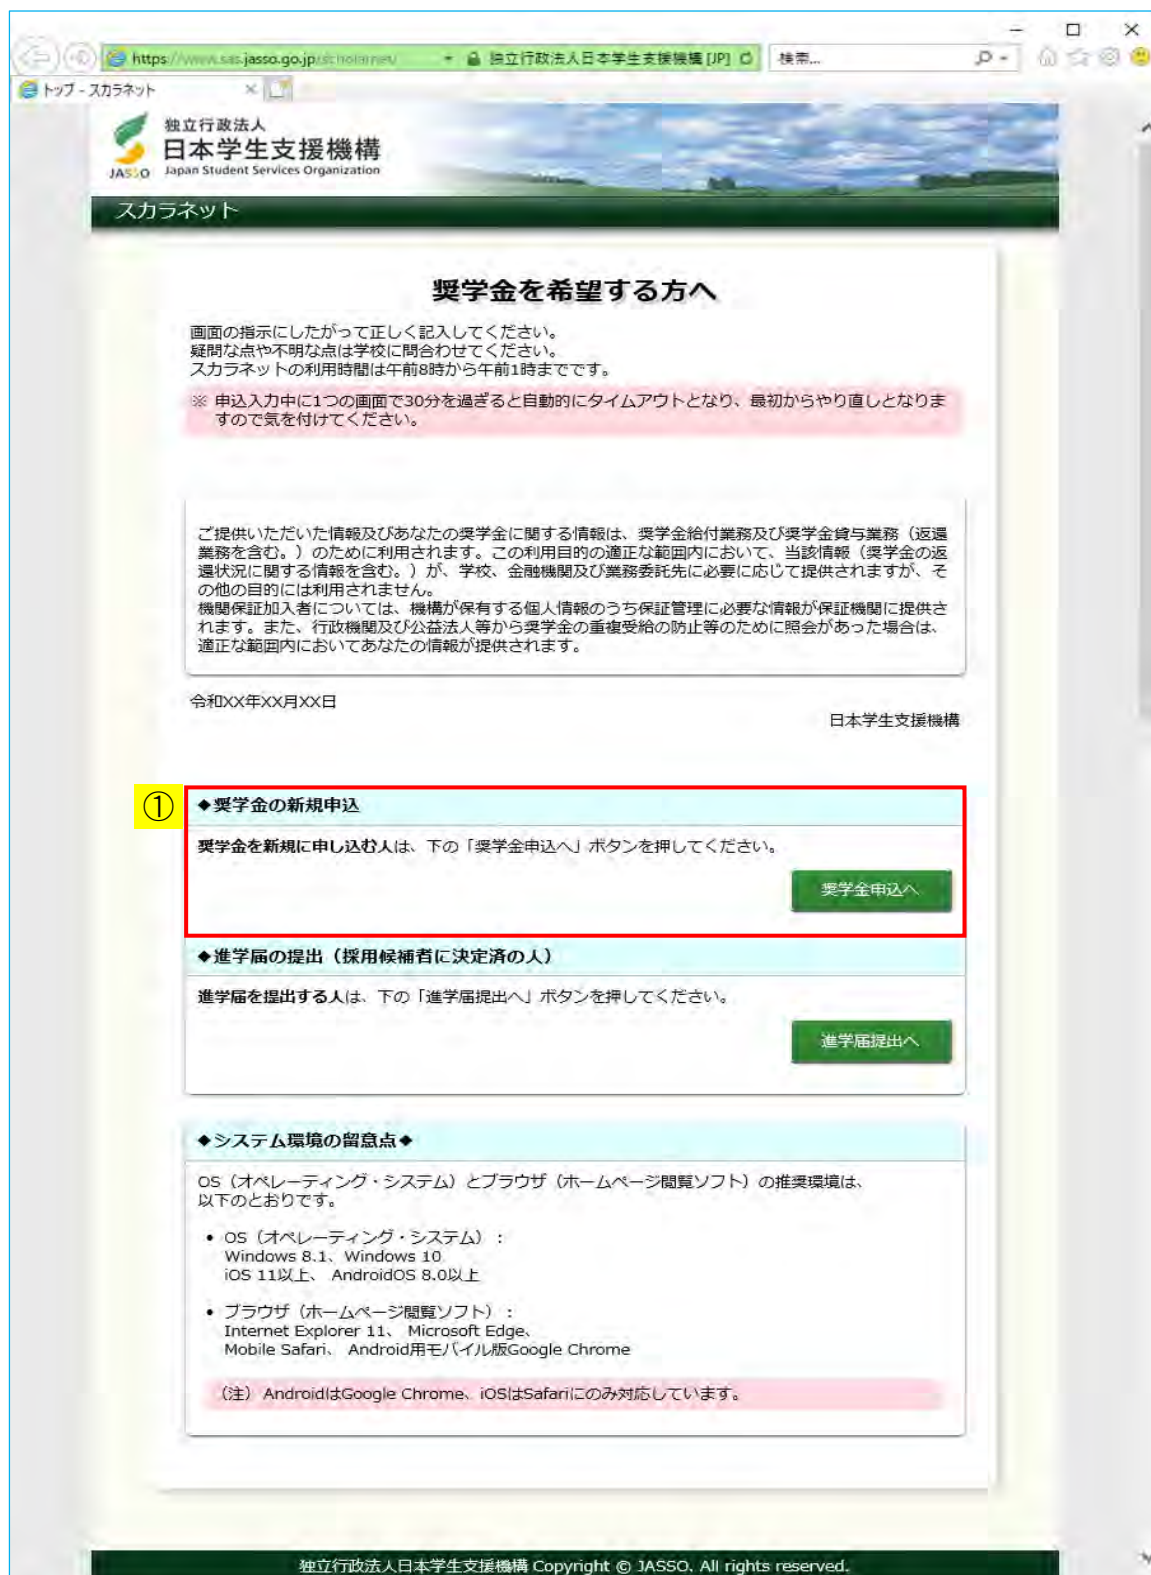 https://www.sas.jasso.go.jp/scholarnet/
独立行政法人日本学生支援機構 [JP]
検索...
トップ - スカラネット
独立行政法人
日本学生支援機構
JASSO Japan Student Services Organization
スカラネット
奨学金を希望する方へ
画面の指示にしたがって正しく記入してください。
疑問な点や不明な点は学校に問合わせてください。
スカラネットの利用時間は午前8時から午前1時までです。
※ 申込入力中に1つの画面で30分を過ぎると自動的にタイムアウトとなり、最初からやり直しとなりま
すので気を付けてください。
ご提供いただいた情報及びあなたの奨学金に関する情報は、奨学金給付業務及び奨学金貸与業務（返還
業務を含む。）のために利用されます。この利用目的の適正な範囲内において、当該情報（奨学金の返
還状況に関する情報を含む。）が、学校、金融機関及び業務委託先に必要に応じて提供されますが、そ
の他の目的には利用されません。
機関保証加入者については、機構が保有する個人情報のうち保証管理に必要な情報が保証機関に提供さ
れます。また、行政機関及び公益法人等から奨学金の重複受給の防止等のために照会があった場合は、
適正な範囲内においてあなたの情報が提供されます。
令和XX年XX月XX日
日本学生支援機構
①
◆奨学金の新規申込
奨学金を新規に申し込む人は、下の「奨学金申込へ」ボタンを押してください。
奨学金申込へ
◆進学届の提出（採用候補者に決定済の人）
進学届を提出する人は、下の「進学届提出へ」ボタンを押してください。
進学届提出へ
◆システム環境の留意点◆
OS（オペレーティング・システム）とブラウザ（ホームページ閲覧ソフト）の推奨環境は、
以下のとおりです。
• OS（オペレーティング・システム）：
Windows 8.1、Windows 10
iOS 11以上、 AndroidOS 8.0以上
• ブラウザ（ホームページ閲覧ソフト）：
Internet Explorer 11、 Microsoft Edge、
Mobile Safari、 Android用モバイル版Google Chrome
（注）AndroidはGoogle Chrome、iOSはSafariにのみ対応しています。
独立行政法人日本学生支援機構 Copyright © JASSO. All rights reserved.